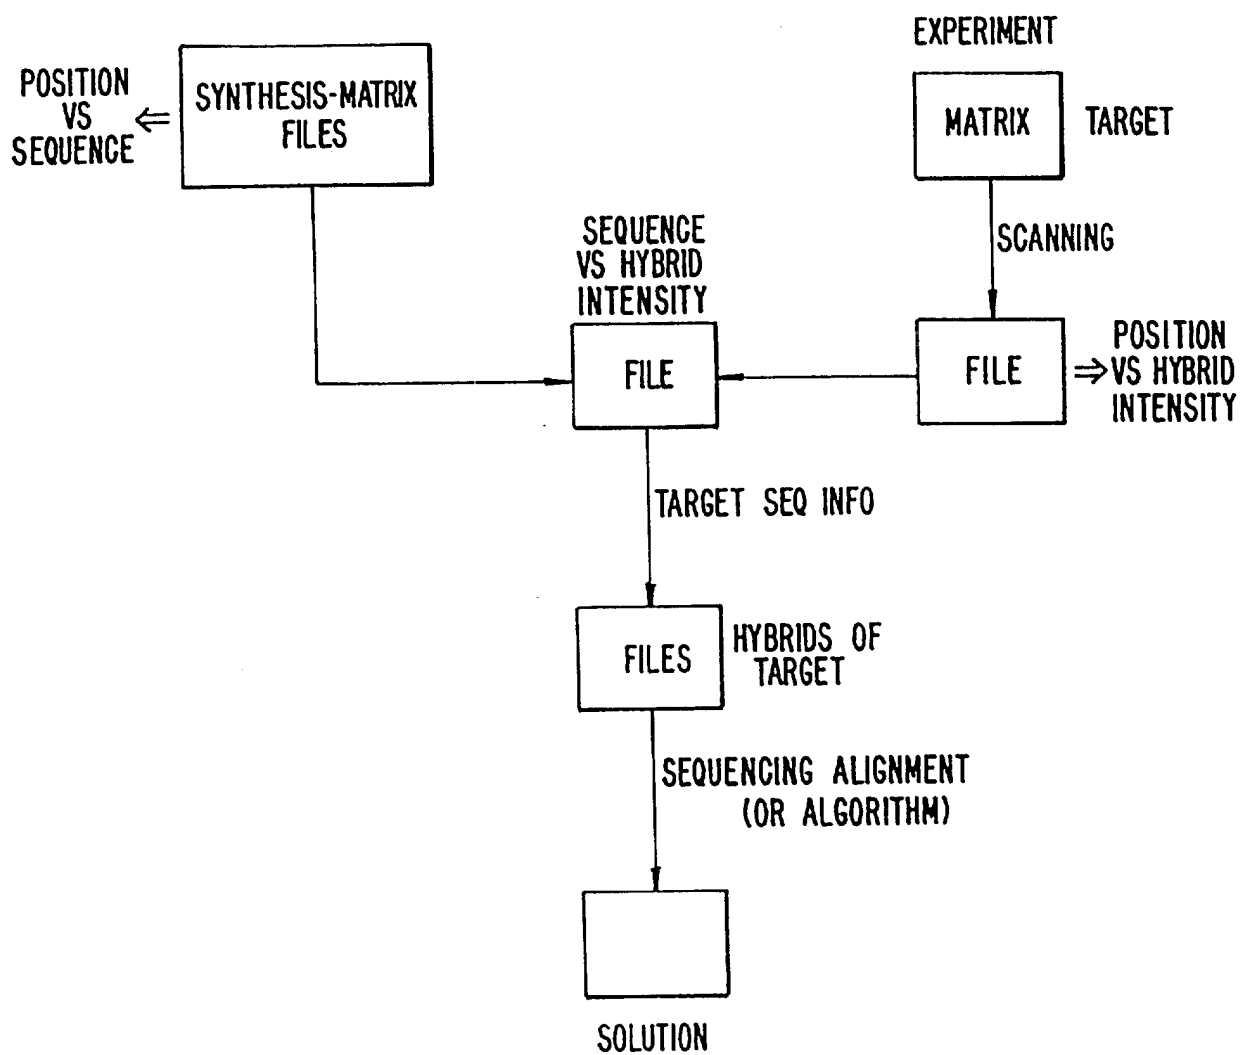 POSITION
VS
SEQUENCE
⇐
SYNTHESIS-MATRIX
FILES
EXPERIMENT
MATRIX
TARGET
SCANNING
SEQUENCE
VS HYBRID
INTENSITY
FILE
FILE
⇒
POSITION
VS HYBRID
INTENSITY
TARGET SEQ INFO
FILES
HYBRIDS OF
TARGET
SEQUENCING ALIGNMENT
(OR ALGORITHM)
SOLUTION